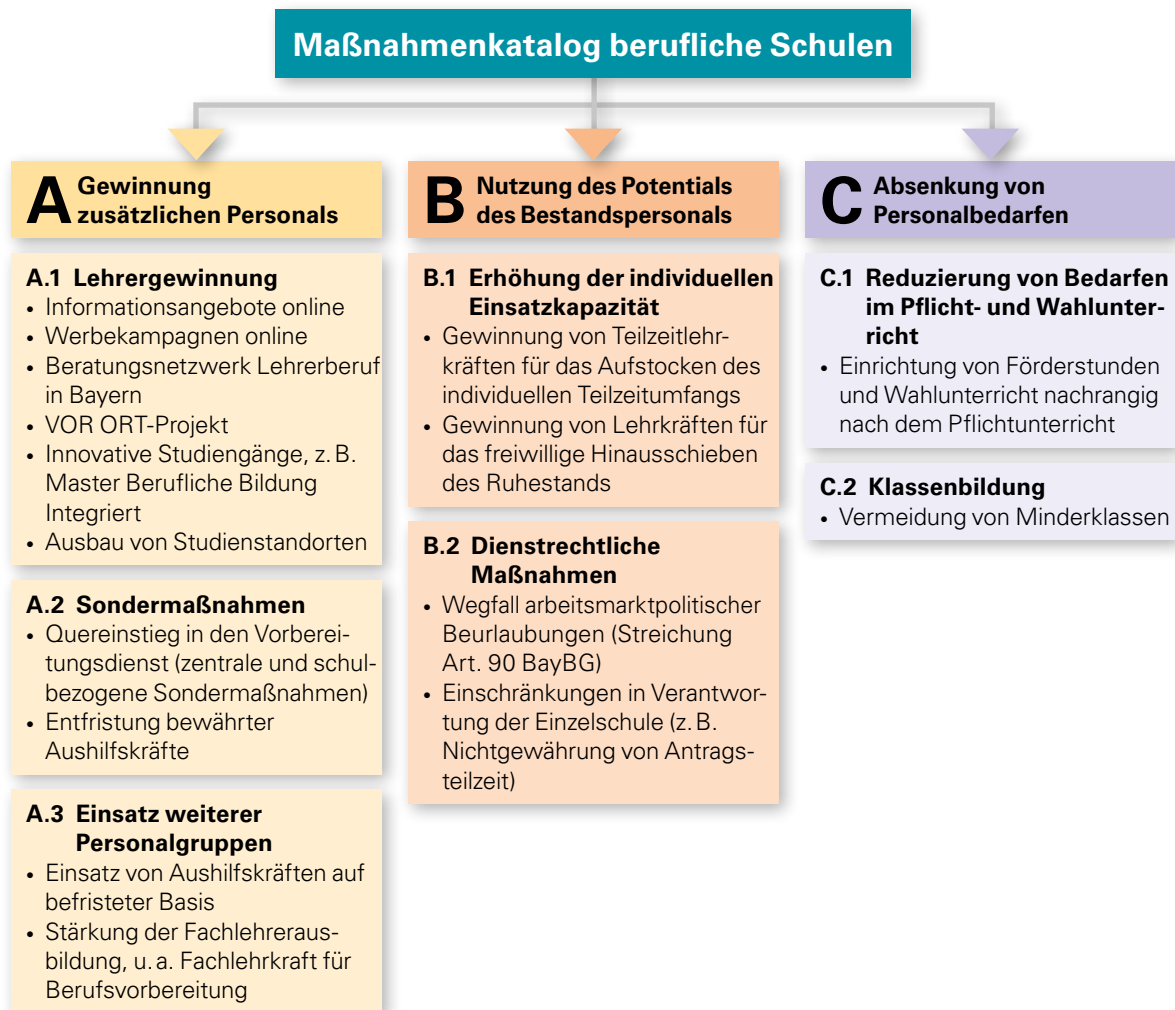 Maßnahmenkatalog berufliche Schulen
A Gewinnung
zusätzlichen Personals
A.1 Lehrergewinnung
• Informationsangebote online
• Werbekampagnen online
• Beratungsnetzwerk Lehrerberuf
in Bayern
• VOR ORT-Projekt
• Innovative Studiengänge, z. B.
Master Berufliche Bildung
Integriert
• Ausbau von Studienstandorten
A.2 Sondermaßnahmen
• Quereinstieg in den Vorberei-
tungsdienst (zentrale und schul-
bezogene Sondermaßnahmen)
• Entfristung bewährter
Aushilfskräfte
A.3 Einsatz weiterer
Personalgruppen
• Einsatz von Aushilfskräften auf
befristeter Basis
• Stärkung der Fachlehreraus-
bildung, u. a. Fachlehrkraft für
Berufsvorbereitung
B Nutzung des Potentials
des Bestandspersonals
B.1 Erhöhung der individuellen
Einsatzkapazität
• Gewinnung von Teilzeitlehr-
kräften für das Aufstocken des
individuellen Teilzeitumfangs
• Gewinnung von Lehrkräften für
das freiwillige Hinausschieben
des Ruhestands
B.2 Dienstrechtliche
Maßnahmen
• Wegfall arbeitsmarktpolitischer
Beurlaubungen (Streichung
Art. 90 BayBG)
• Einschränkungen in Verantwor-
tung der Einzelschule (z. B.
Nichtgewährung von Antrags-
teilzeit)
C Absenkung von
Personalbedarfen
C.1 Reduzierung von Bedarfen
im Pflicht- und Wahlunter-
richt
• Einrichtung von Förderstunden
und Wahlunterricht nachrangig
nach dem Pflichtunterricht
C.2 Klassenbildung
• Vermeidung von Minderklassen